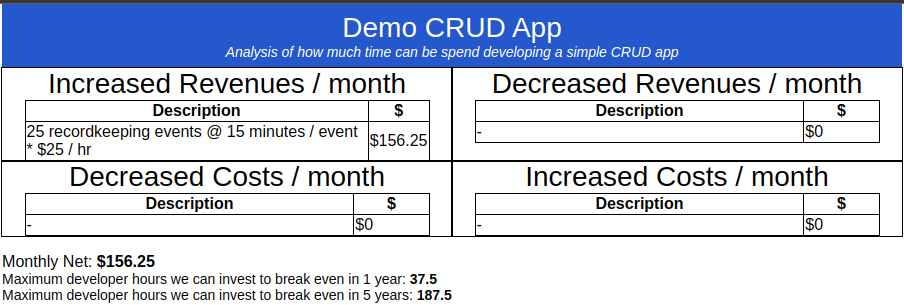 Demo CRUD App
Analysis of how much time can be spend developing a simple CRUD app
Increased Revenues / month
Description $
25 recordkeeping events @ 15 minutes / event
* $25 / hr
$156.25
Decreased Revenues / month
Description $
- $0
Decreased Costs / month
Description $
- $0
Increased Costs / month
Description $
- $0
Monthly Net: $156.25
Maximum developer hours we can invest to break even in 1 year: 37.5
Maximum developer hours we can invest to break even in 5 years: 187.5